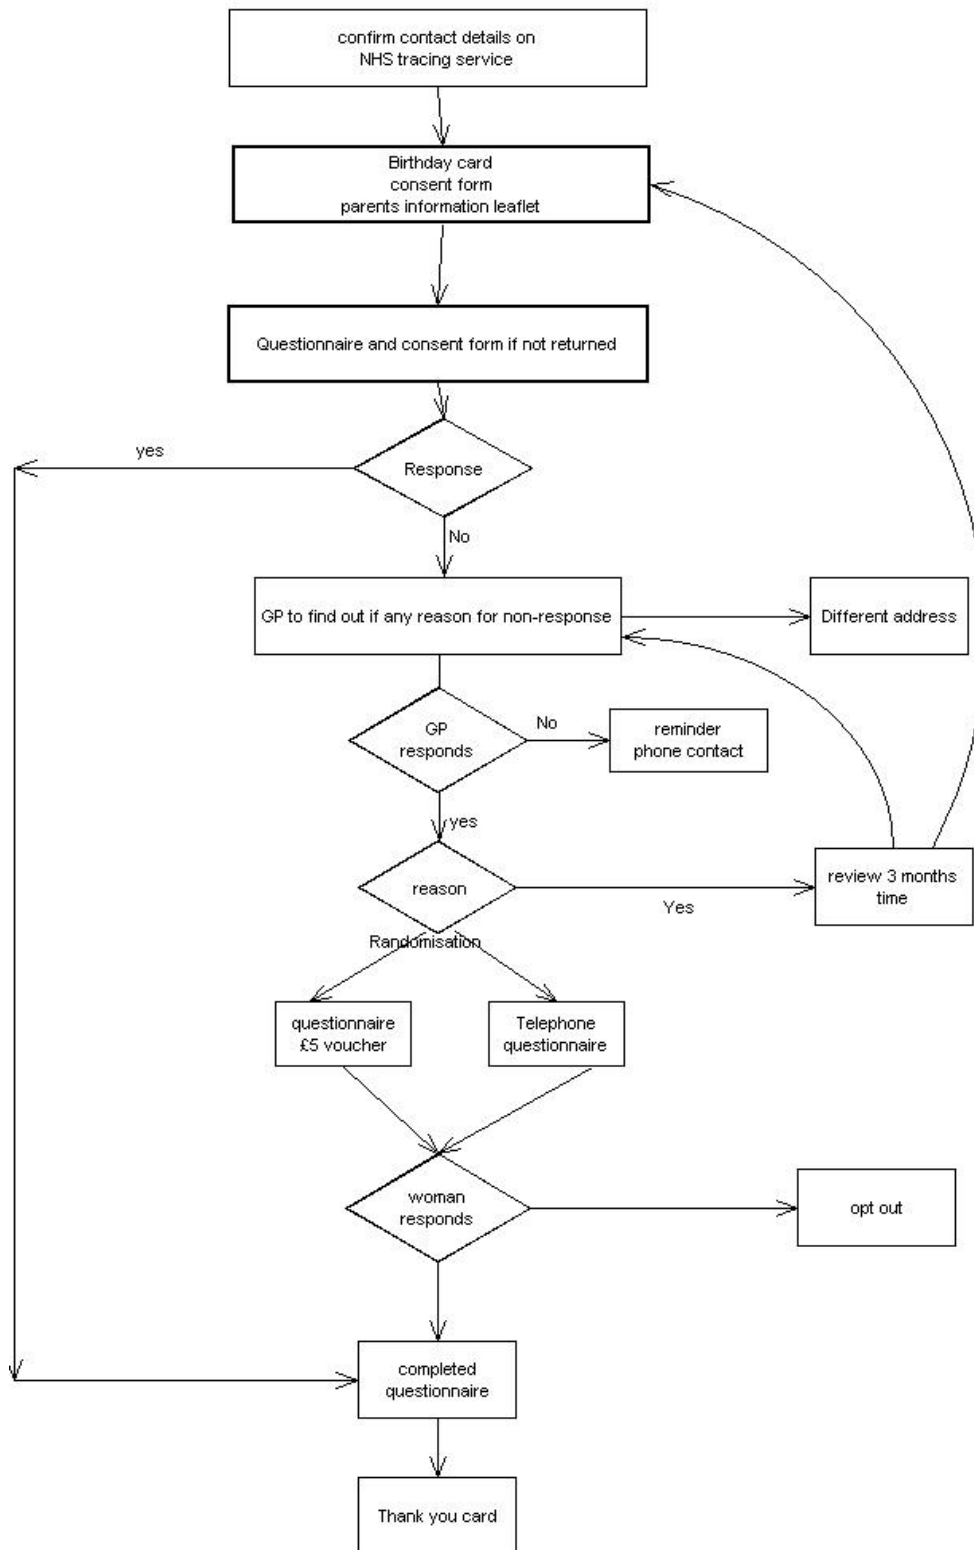 confirm contact details on
NHS tracing service
Birthday card
consent form
parents information leaflet
Questionnaire and consent form if not returned
yes
Response
No
GP to find out if any reason for non-response
Different address
GP
responds
No
reminder
phone contact
yes
reason
Yes
review 3 months
time
Randomisation
questionnaire
£5 voucher
Telephone
questionnaire
woman
responds
opt out
completed
questionnaire
Thank you card